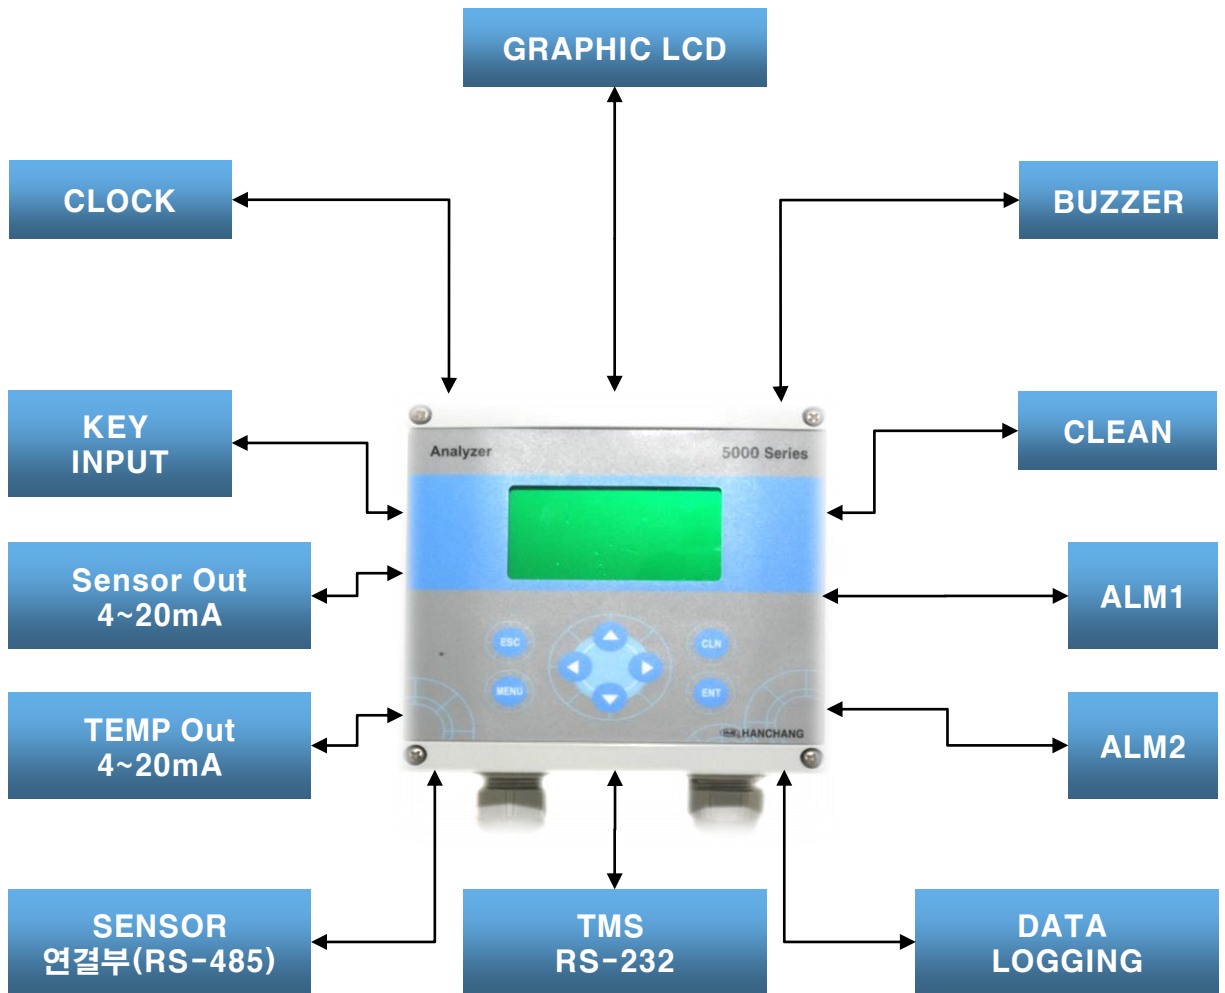 GRAPHIC LCD
CLOCK
BUZZER
KEY
INPUT
CLEAN
Analyzer
5000 Series
Sensor Out
4~20mA
ALM1
ESC
CLN
MENU
ENT
TEMP Out
4~20mA
HANCHANG
ALM2
SENSOR
연결부(RS-485)
TMS
RS-232
DATA
LOGGING